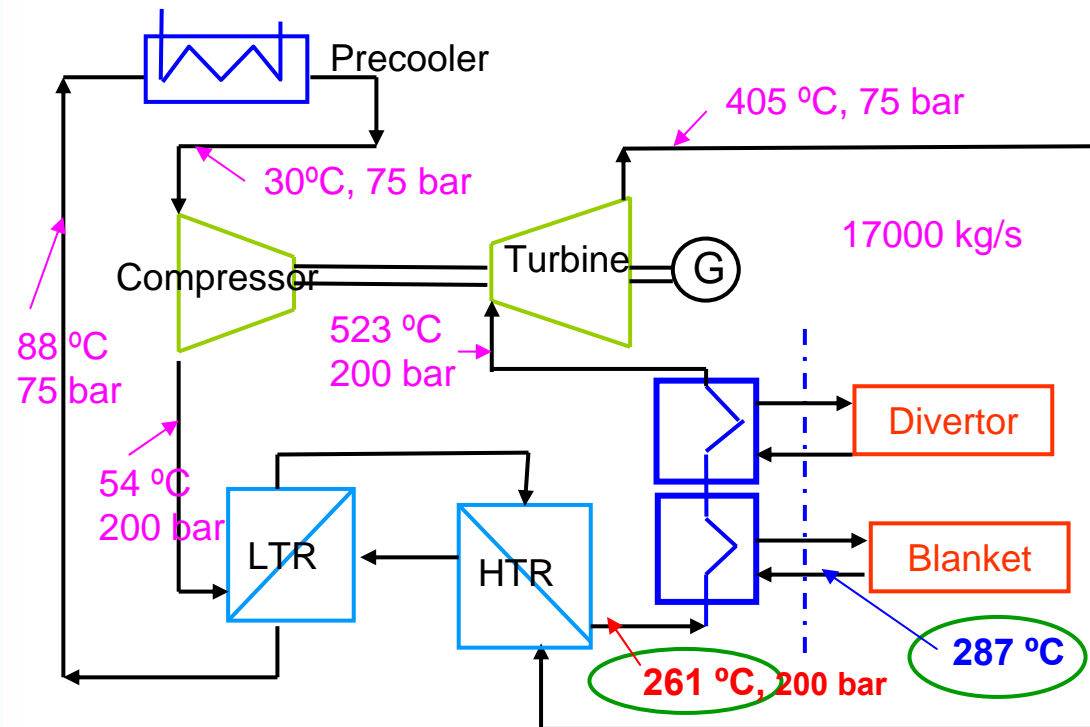 Precooler
405 ºC, 75 bar
30ºC, 75 bar
17000 kg/s
Compressor
Turbine
G
523 ºC
200 bar
88 ºC
75 bar
Divertor
54 ºC
200 bar
LTR
HTR
Blanket
287 ºC
261 ºC, 200 bar